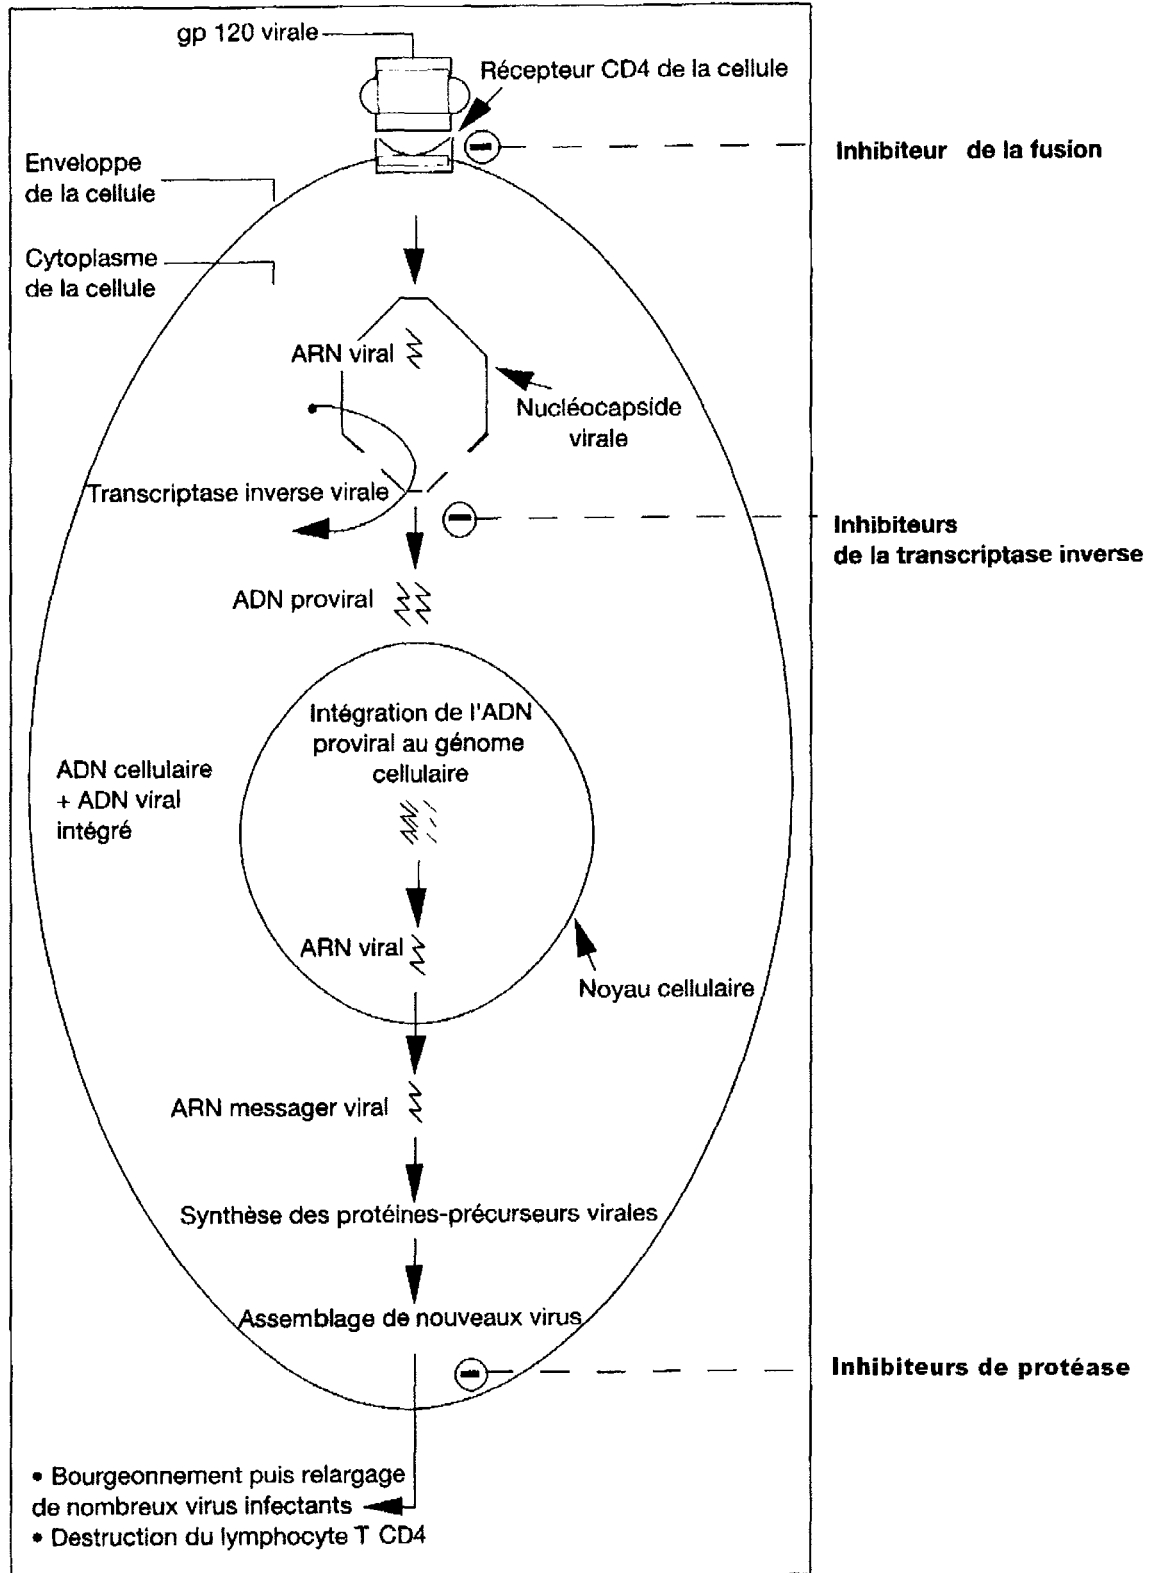 gp 120 virale
Récepteur CD4 de la cellule
Inhibiteur de la fusion
Enveloppe
de la cellule
Cytoplasme
de la cellule
ARN viral
Nucléocapside
virale
Transcriptase inverse virale
Inhibiteurs
de la transcriptase inverse
ADN proviral
Intégration de l'ADN
proviral au génome
cellulaire
ADN cellulaire
+ ADN viral
intégré
ARN viral
Noyau cellulaire
ARN messager viral
Synthèse des protéines-précurseurs virales
Assemblage de nouveaux virus
Inhibiteurs de protéase
• Bourgeonnement puis relargage
de nombreux virus infectants
• Destruction du lymphocyte T CD4